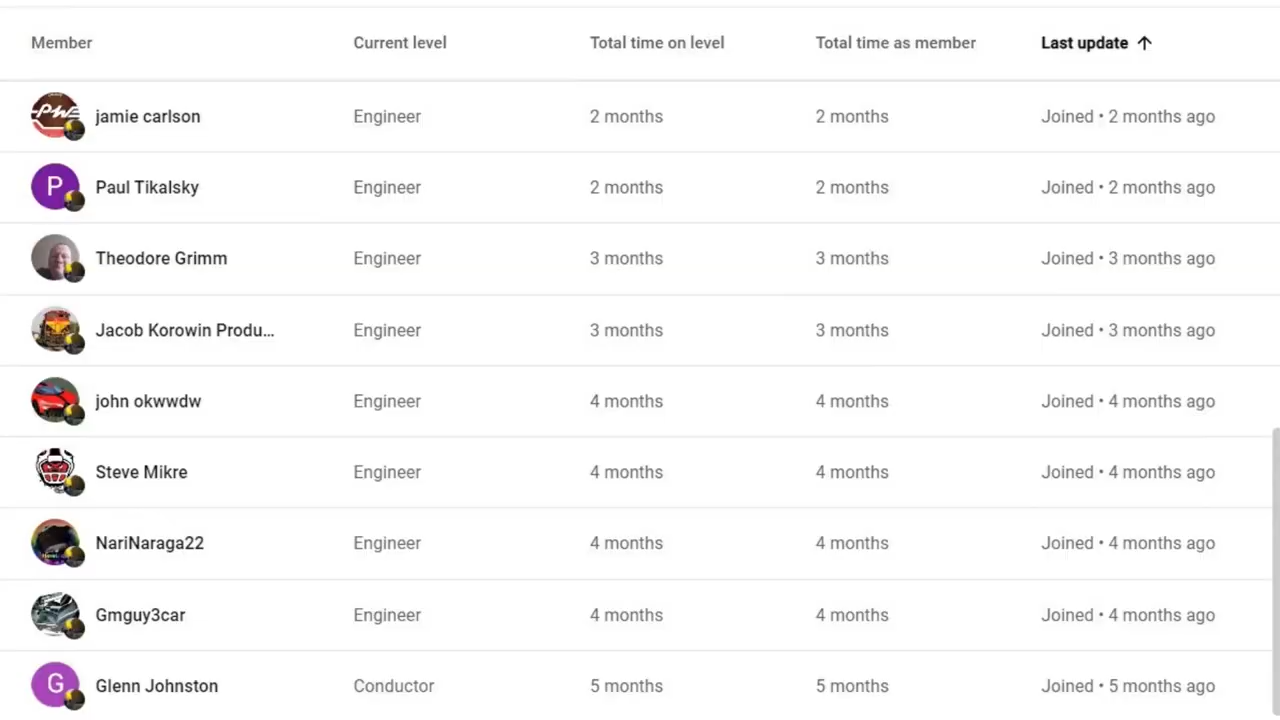 Member Current level Total time on level Total time as member Last update ↑
jamie carlson Engineer 2 months 2 months Joined • 2 months ago
P Paul Tikalsky Engineer 2 months 2 months Joined • 2 months ago
Theodore Grimm Engineer 3 months 3 months Joined • 3 months ago
Jacob Korowin Produ... Engineer 3 months 3 months Joined • 3 months ago
john okwwdw Engineer 4 months 4 months Joined • 4 months ago
Steve Mikre Engineer 4 months 4 months Joined • 4 months ago
NariNaraga22 Engineer 4 months 4 months Joined • 4 months ago
Gmguy3car Engineer 4 months 4 months Joined • 4 months ago
G Glenn Johnston Conductor 5 months 5 months Joined • 5 months ago